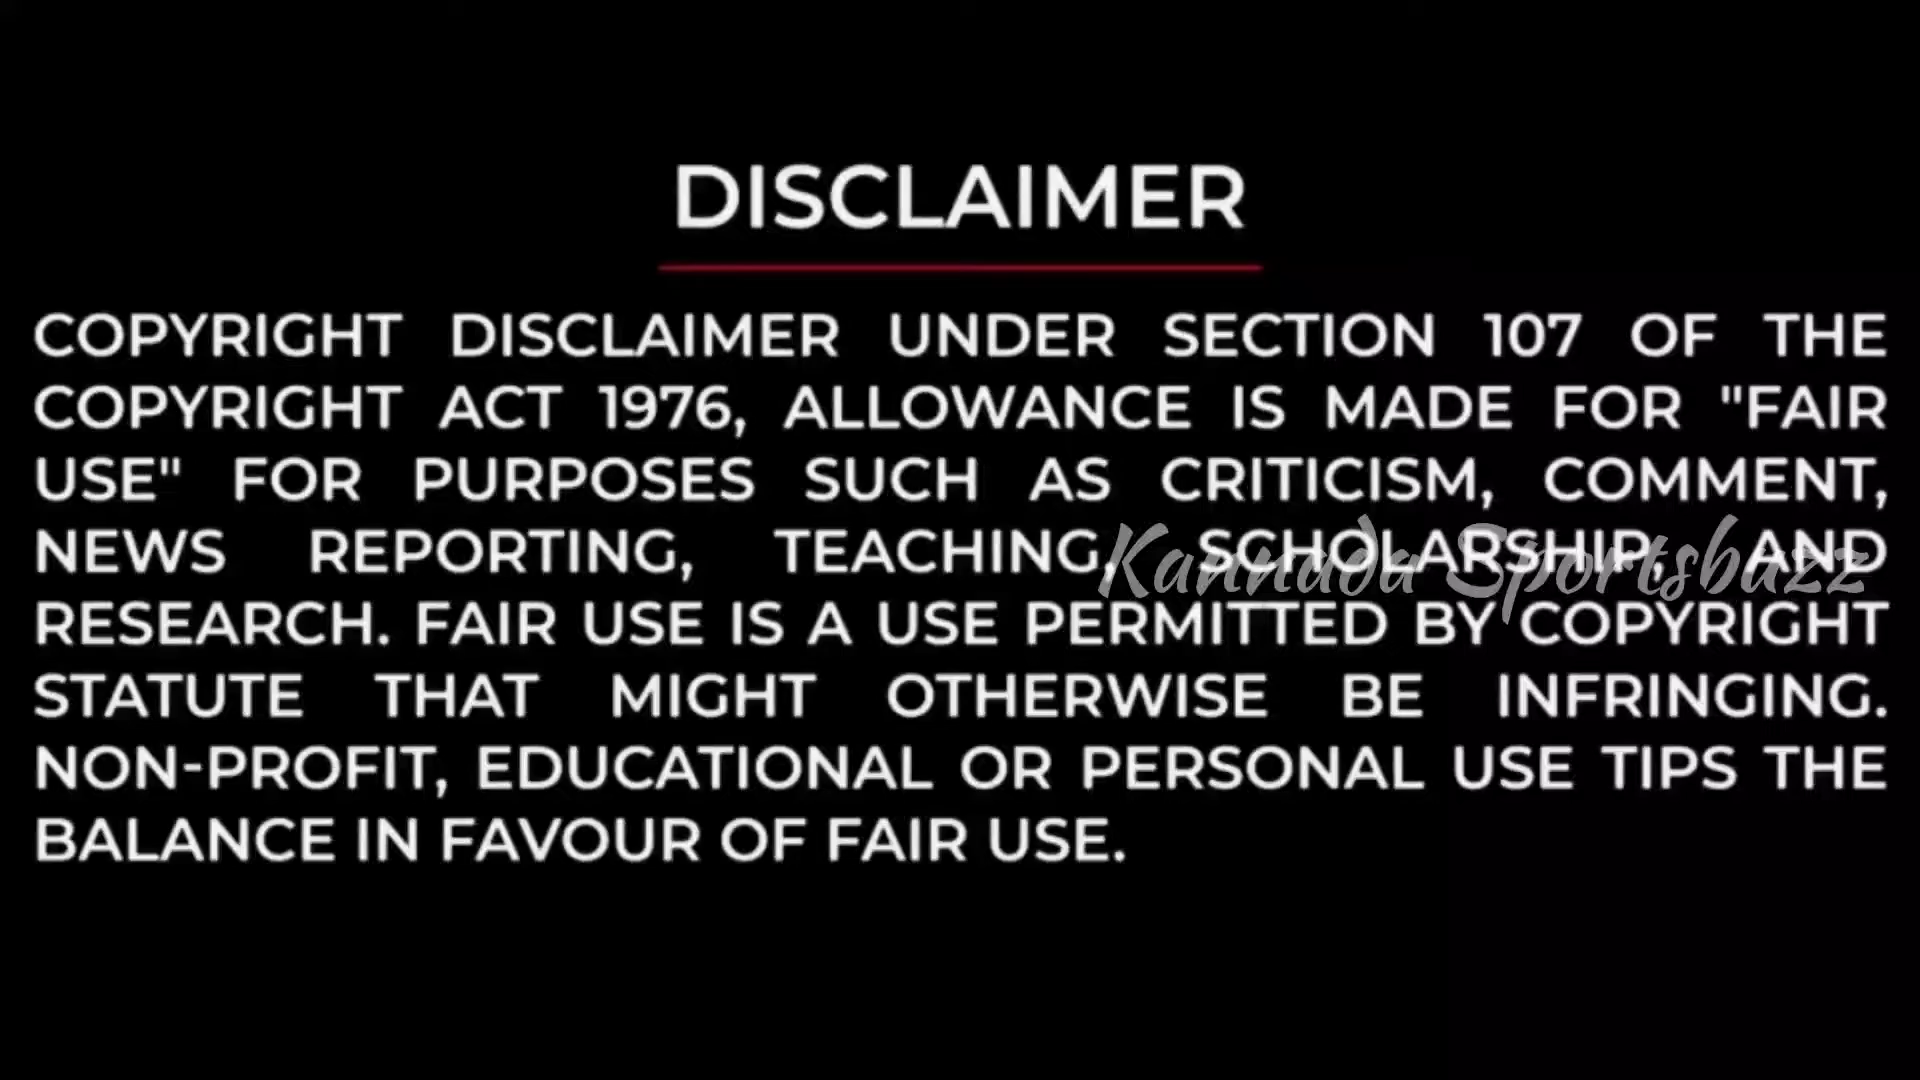 DISCLAIMER
COPYRIGHT DISCLAIMER UNDER SECTION 107 OF THE
COPYRIGHT ACT 1976, ALLOWANCE IS MADE FOR "FAIR
USE" FOR PURPOSES SUCH AS CRITICISM, COMMENT,
NEWS REPORTING, TEACHING, SCHOLARSHIP, AND
Kannada Sportsbuzz
RESEARCH. FAIR USE IS A USE PERMITTED BY COPYRIGHT
STATUTE THAT MIGHT OTHERWISE BE INFRINGING.
NON-PROFIT, EDUCATIONAL OR PERSONAL USE TIPS THE
BALANCE IN FAVOUR OF FAIR USE.